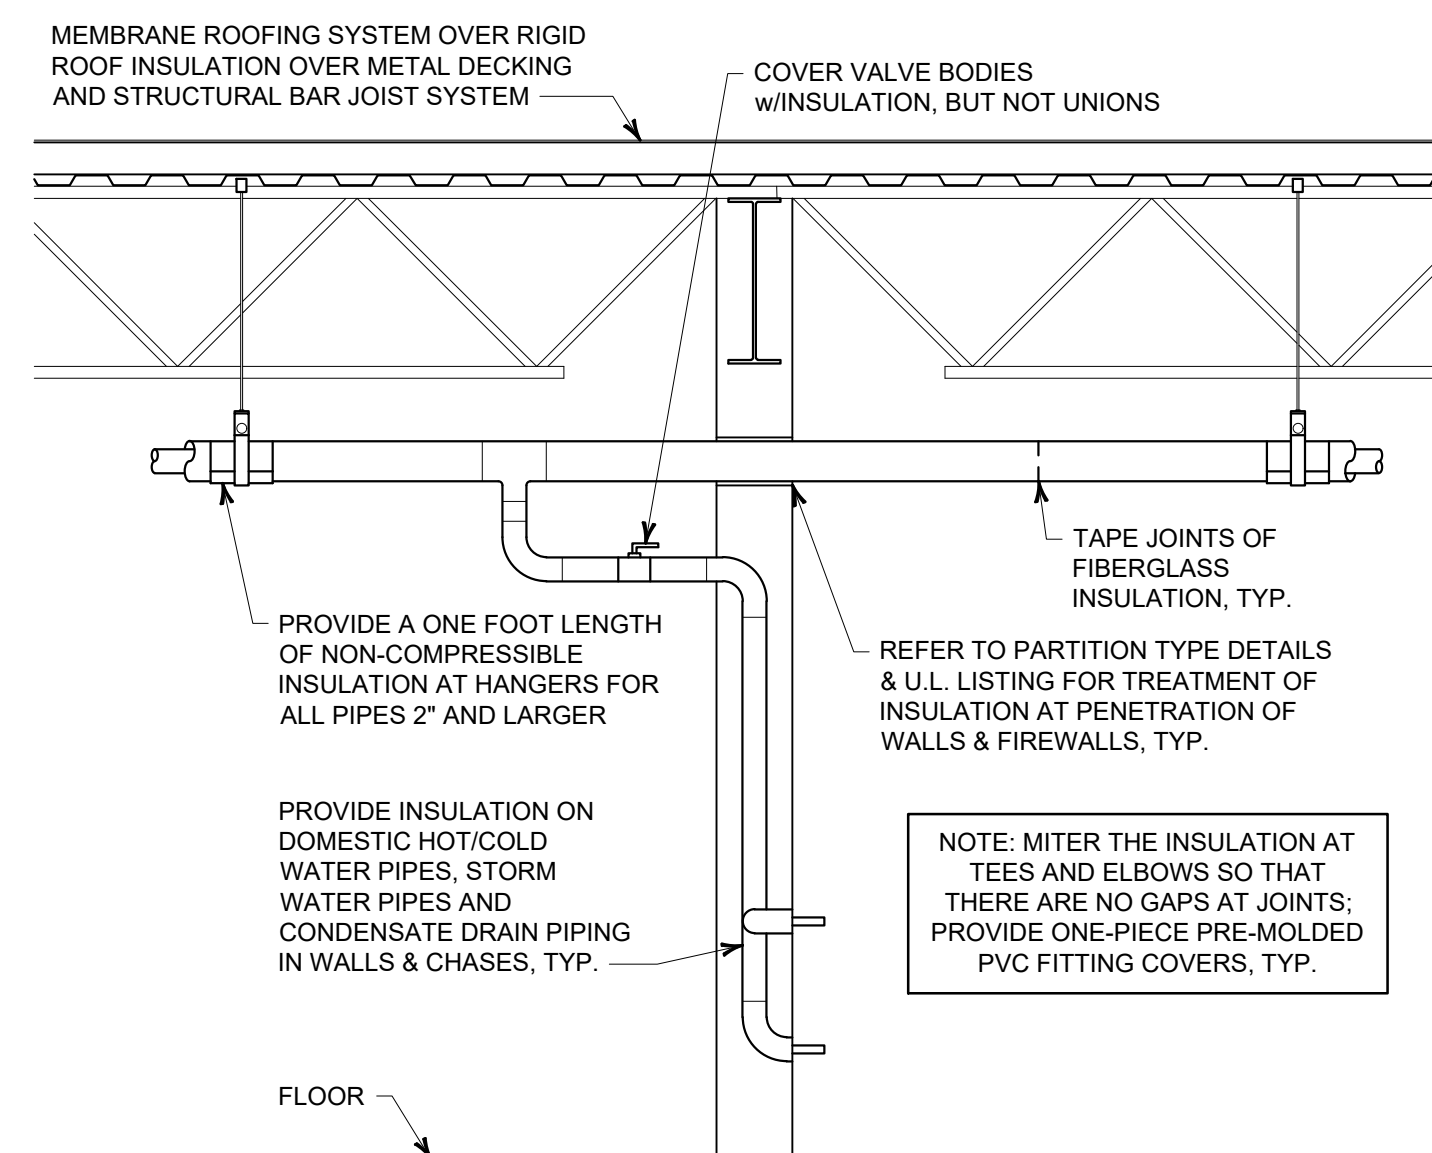 MEMBRANE ROOFING SYSTEM OVER RIGID
ROOF INSULATION OVER METAL DECKING
AND STRUCTURAL BAR JOIST SYSTEM
COVER VALVE BODIES
w/INSULATION, BUT NOT UNIONS
TAPE JOINTS OF
FIBERGLASS
INSULATION, TYP.
PROVIDE A ONE FOOT LENGTH
OF NON-COMPRESSIBLE
INSULATION AT HANGERS FOR
ALL PIPES 2" AND LARGER
REFER TO PARTITION TYPE DETAILS
& U.L. LISTING FOR TREATMENT OF
INSULATION AT PENETRATION OF
WALLS & FIREWALLS, TYP.
PROVIDE INSULATION ON
DOMESTIC HOT/COLD
WATER PIPES, STORM
WATER PIPES AND
CONDENSATE DRAIN PIPING
IN WALLS & CHASES, TYP.
NOTE: MITER THE INSULATION AT
TEES AND ELBOWS SO THAT
THERE ARE NO GAPS AT JOINTS;
PROVIDE ONE-PIECE PRE-MOLDED
PVC FITTING COVERS, TYP.
FLOOR